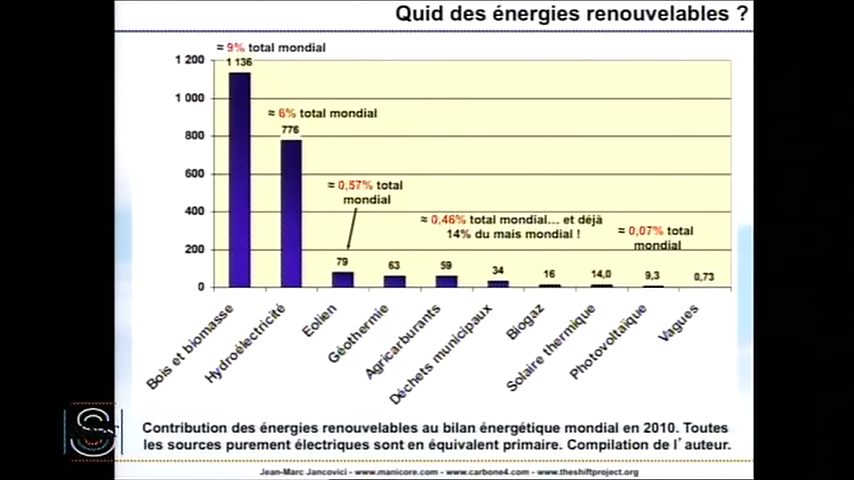 Quid des énergies renouvelables ?
≈ 9% total mondial
1 200
1 136
1 000
≈ 6% total mondial
776
800
600
≈ 0,57% total
mondial
400
≈ 0,46% total mondial… et déjà
14% du mais mondial !
≈ 0,07% total
mondial
200
79
63
59
34
16
14,0
9,3
0,73
0
Bois et biomasse
Hydroélectricité
Eolien
Géothermie
Agricarburants
Déchets municipaux
Biogaz
Solaire thermique
Photovoltaïque
Vagues
Contribution des énergies renouvelables au bilan énergétique mondial en 2010. Toutes
les sources purement électriques sont en équivalent primaire. Compilation de l'auteur.
Jean-Marc Jancovici - www.manicore.com - www.carbone4.com - www.theshiftproject.org